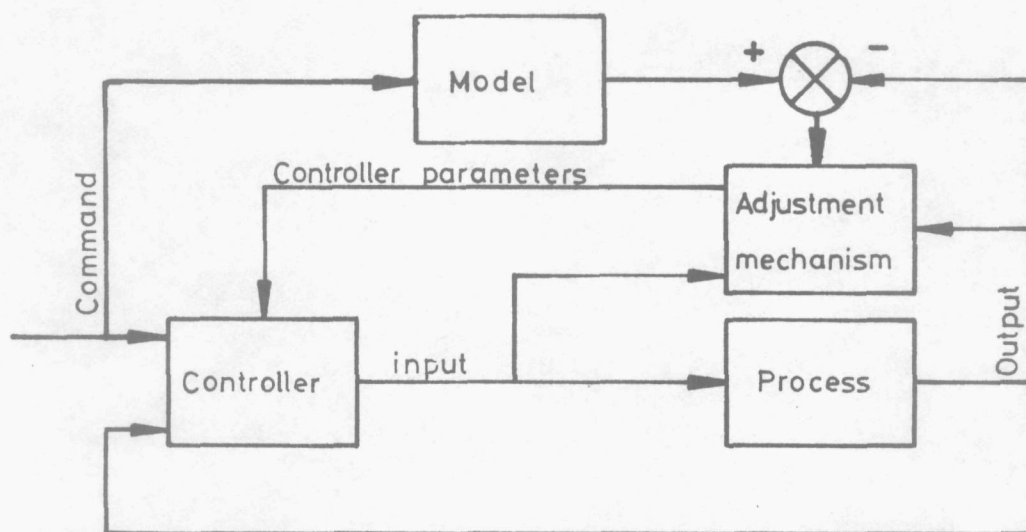 + -
Model
Controller parameters
Adjustment
mechanism
Command
Controller
input
Process
Output